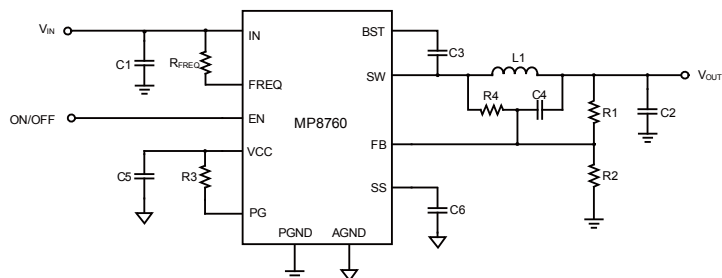 VIN
C1
RFREQ
ON/OFF
C5
R3
IN
FREQ
EN
VCC
PG
MP8760
PGND
AGND
BST
SW
FB
SS
C3
L1
R4
C4
R1
R2
C2
C6
VOUT